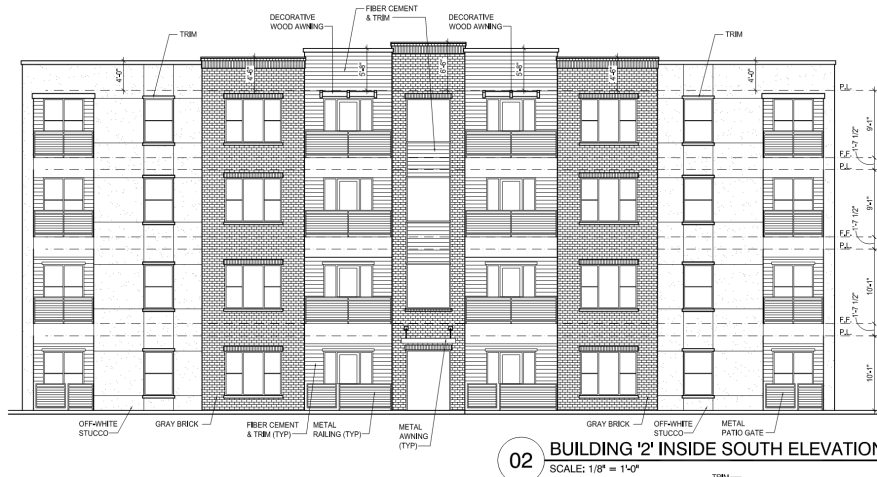 FIBER CEMENT
& TRIM
DECORATIVE
WOOD AWNING
DECORATIVE
WOOD AWNING
TRIM
TRIM
4'-0"
4'-6"
5'-6"
8'-6"
5'-6"
4'-6"
4'-0"
P.L.
9'-1"
F.F.
1'-7 1/2"
P.L.
9'-1"
F.F.
1'-7 1/2"
P.L.
10'-1"
F.F.
1'-7 1/2"
P.L.
10'-1"
OFF-WHITE
STUCCO
GRAY BRICK
FIBER CEMENT
& TRIM (TYP)
METAL
RAILING (TYP)
METAL
AWNING
(TYP)
GRAY BRICK
OFF-WHITE
STUCCO
METAL
PATIO GATE
02
BUILDING '2' INSIDE SOUTH ELEVATION
SCALE: 1/8" = 1'-0"
TRIM